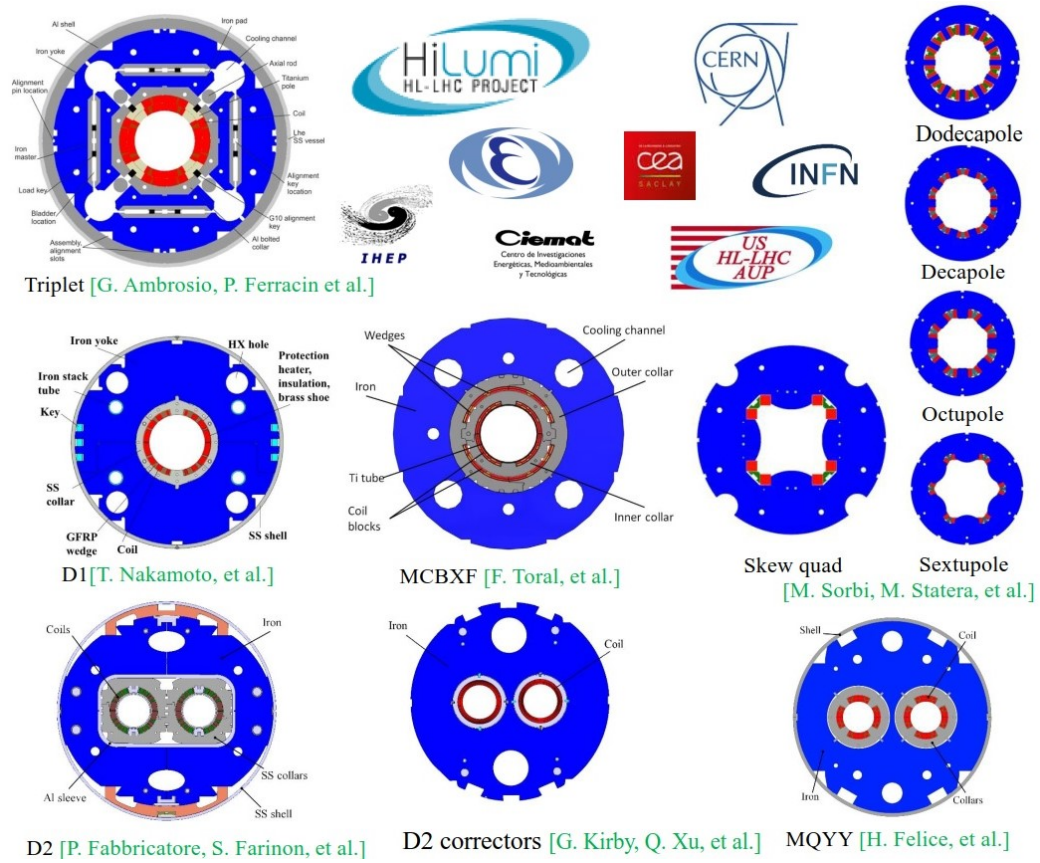 Al shell
Iron yoke
Alignment
pin location
Iron
master
Load key
Bladder
location
Assembly,
alignment
slots
Iron pad
Cooling channel
Axial rod
Titanium
pole
Coil
Lhe
SS vessel
Alignment
key
location
G10 alignment
key
Al bolted
collar
Triplet [G. Ambrosio, P. Ferracin et al.]
HiLumi
HL-LHC PROJECT
CERN
cea
SACLAY
INFN
IHEP
Ciemat
Centro de Investigaciones
Energéticas, Medioambientales
y Tecnológicas
US
HL-LHC
AUP
Dodecapole
Decapole
Octupole
Sextupole
Skew quad
[M. Sorbi, M. Statera, et al.]
Iron yoke
Iron stack
tube
Key
SS
collar
GFRP
wedge
Coil
HX hole
Protection
heater,
insulation,
brass shoe
SS shell
D1[T. Nakamoto, et al.]
Wedges
Iron
Ti tube
Coil
blocks
Cooling channel
Outer collar
Inner collar
MCBXF [F. Toral, et al.]
Coils
Iron
Al sleeve
SS collars
SS shell
D2 [P. Fabbricatore, S. Farinon, et al.]
Iron
Coil
D2 correctors [G. Kirby, Q. Xu, et al.]
Shell
Coil
Iron
Collars
MQYY [H. Felice, et al.]